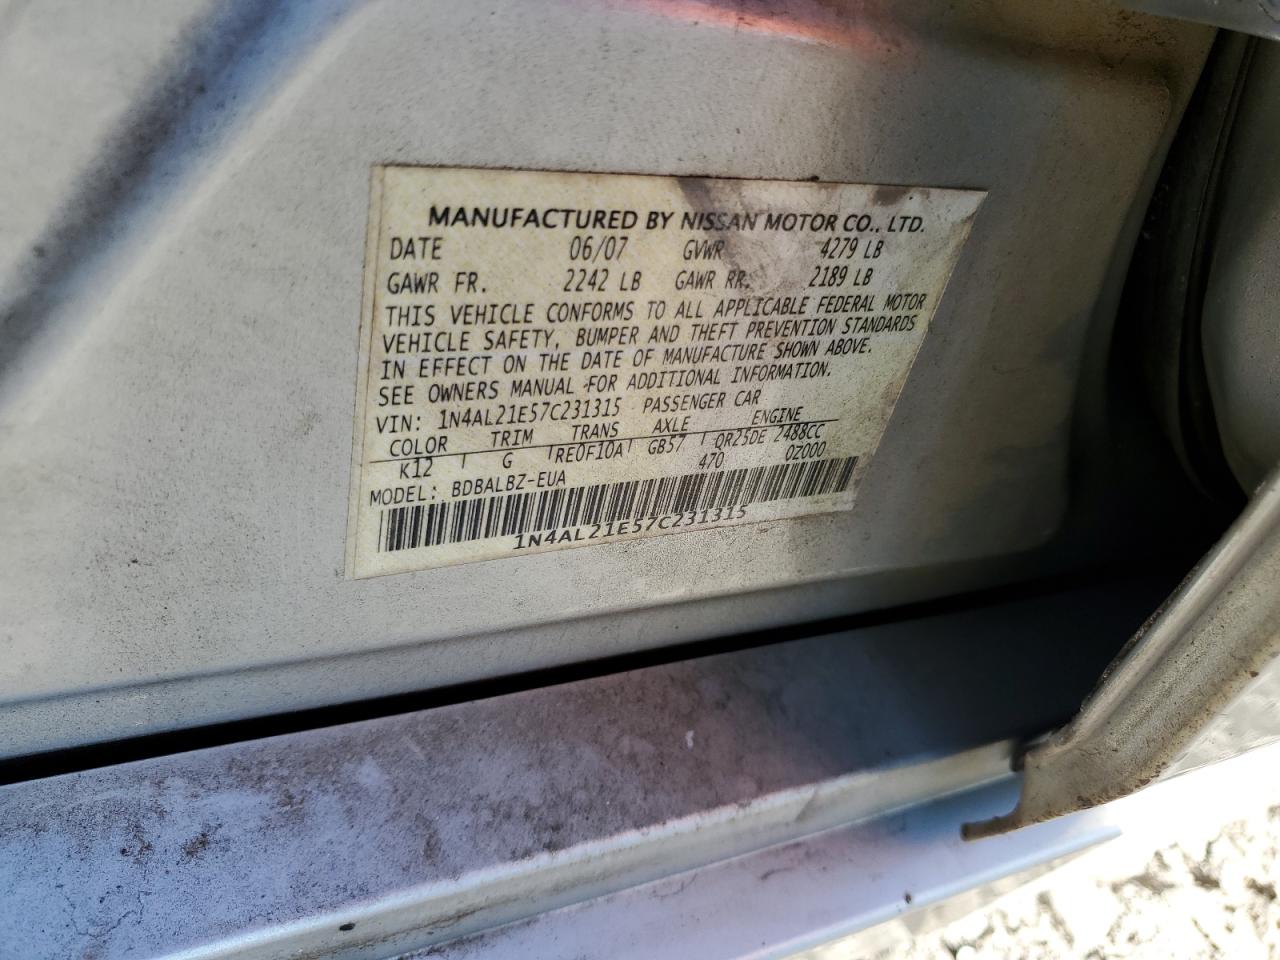 MANUFACTURED BY NISSAN MOTOR CO., LTD.
DATE 06/07 GVWR 4279 LB
GAWR FR. 2242 LB GAWR RR. 2189 LB
THIS VEHICLE CONFORMS TO ALL APPLICABLE FEDERAL MOTOR
VEHICLE SAFETY, BUMPER AND THEFT PREVENTION STANDARDS
IN EFFECT ON THE DATE OF MANUFACTURE SHOWN ABOVE.
SEE OWNERS MANUAL FOR ADDITIONAL INFORMATION.
VIN: 1N4AL21E57C231315 PASSENGER CAR
COLOR TRIM TRANS AXLE ENGINE
K12 G RE0F10A GB57 QR25DE 2488CC
MODEL: BDBALBZ-EUA 470 0Z000
1N4AL21E57C231315